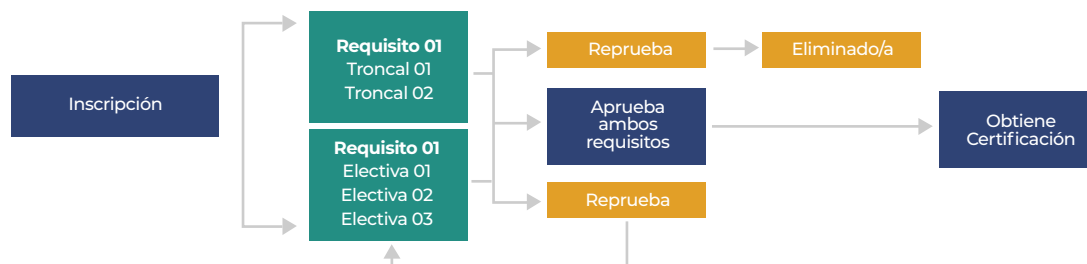 Inscripción
Requisito 01
Troncal 01
Troncal 02
Requisito 01
Electiva 01
Electiva 02
Electiva 03
Reprueba
Eliminado/a
Aprueba
ambos
requisitos
Reprueba
Obtiene
Certificación